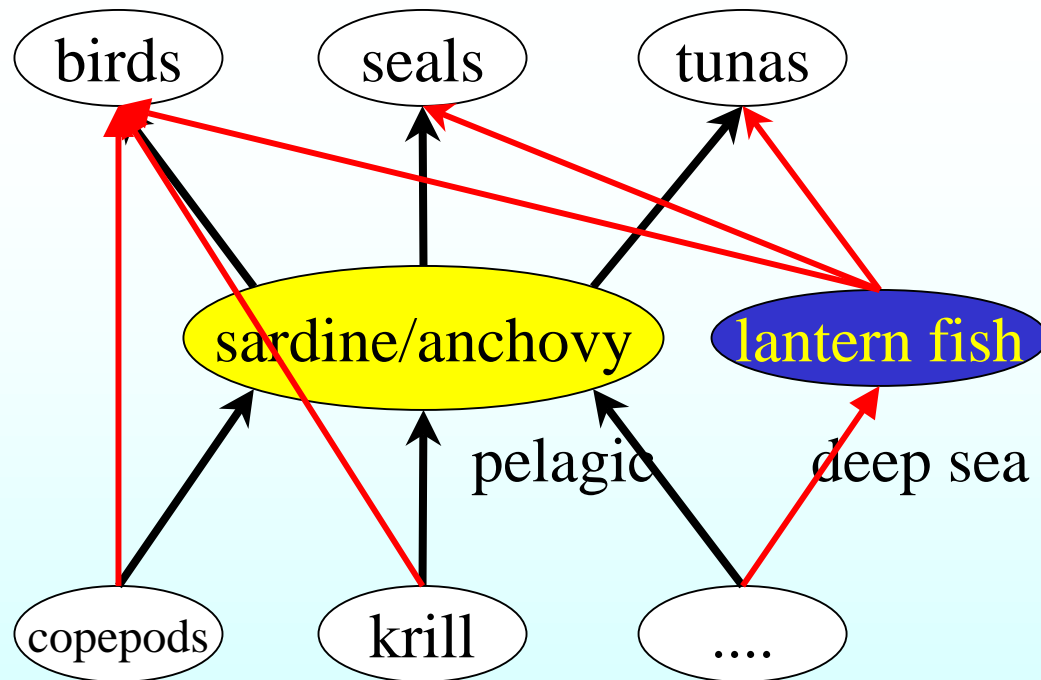 birds
seals
tunas
sardine/anchovy
lantern fish
pelagic
deep sea
copepods
krill
....